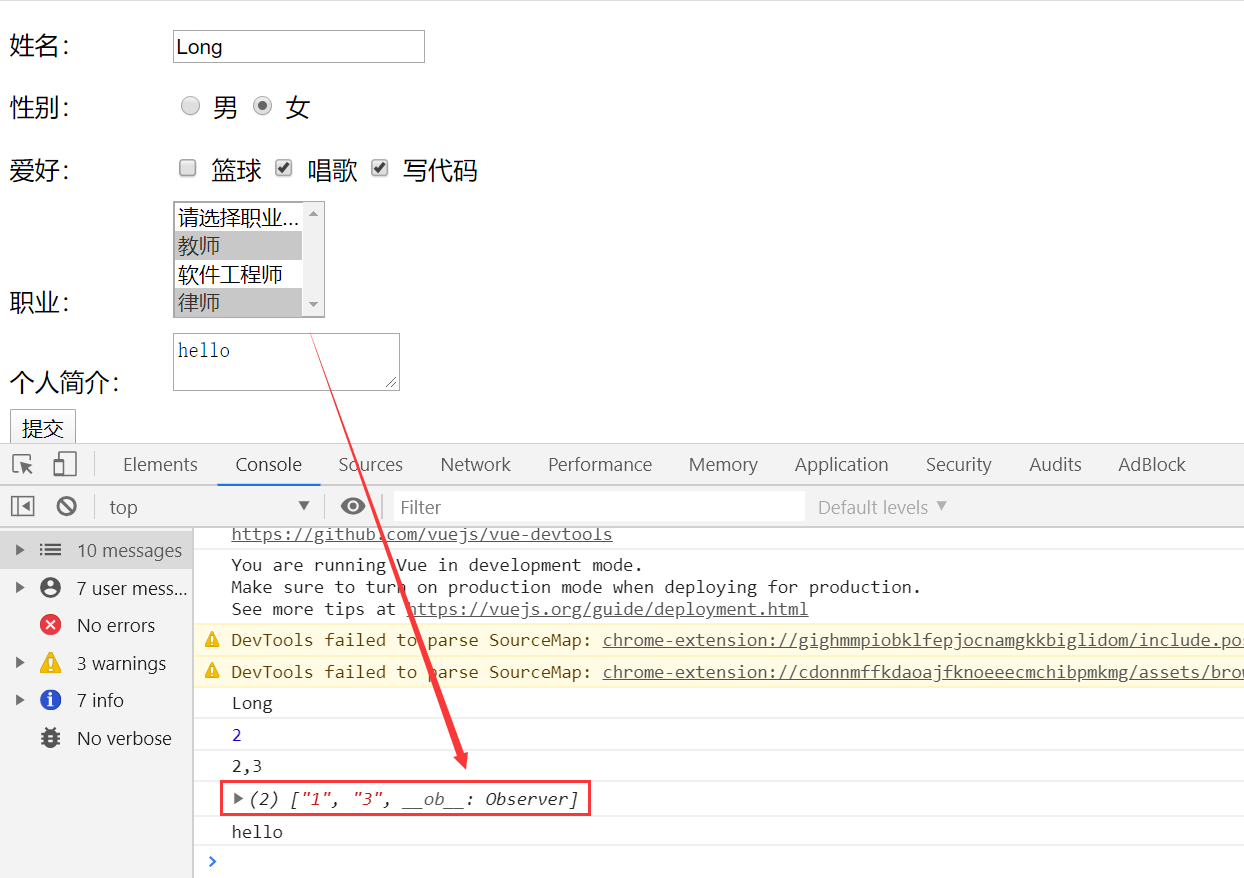 姓名： Long
性别： 男 女
爱好： 篮球 唱歌 写代码
请选择职业...
教师
软件工程师
职业： 律师
hello
个人简介：
提交
Elements Console Sources Network Performance Memory Application Security Audits AdBlock
top Filter Default levels
10 messages
7 user mess...
No errors
3 warnings
7 info
No verbose
https://github.com/vuejs/vue-devtools
You are running Vue in development mode.
Make sure to turn on production mode when deploying for production.
See more tips at https://vuejs.org/guide/deployment.html
DevTools failed to parse SourceMap: chrome-extension://gighmmpiobklfepjocnamgkkbiglidom/include.pos
DevTools failed to parse SourceMap: chrome-extension://cdonnmffkdaoajfknoeeecmchibpmkmg/assets/brow
Long
2
2,3
(2) ["1", "3", __ob__: Observer]
hello